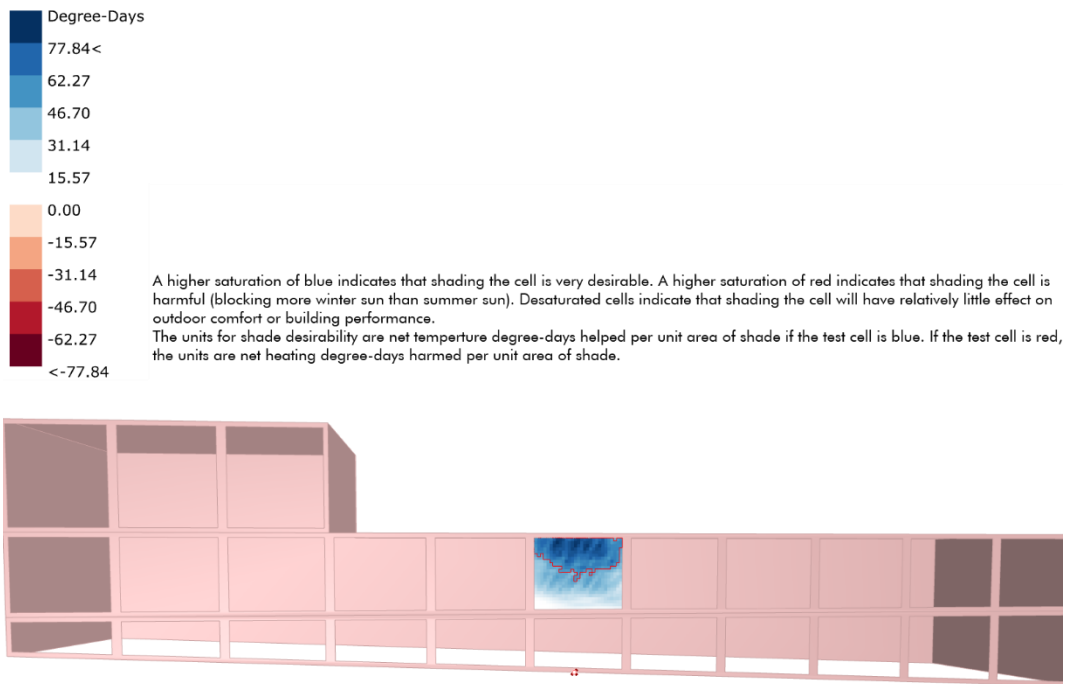 Degree-Days
77.84<
62.27
46.70
31.14
15.57
0.00
-15.57
-31.14
-46.70
-62.27
<-77.84
A higher saturation of blue indicates that shading the cell is very desirable. A higher saturation of red indicates that shading the cell is
harmful (blocking more winter sun than summer sun). Desaturated cells indicate that shading the cell will have relatively little effect on
outdoor comfort or building performance.
The units for shade desirability are net temperture degree-days helped per unit area of shade if the test cell is blue. If the test cell is red,
the units are net heating degree-days harmed per unit area of shade.